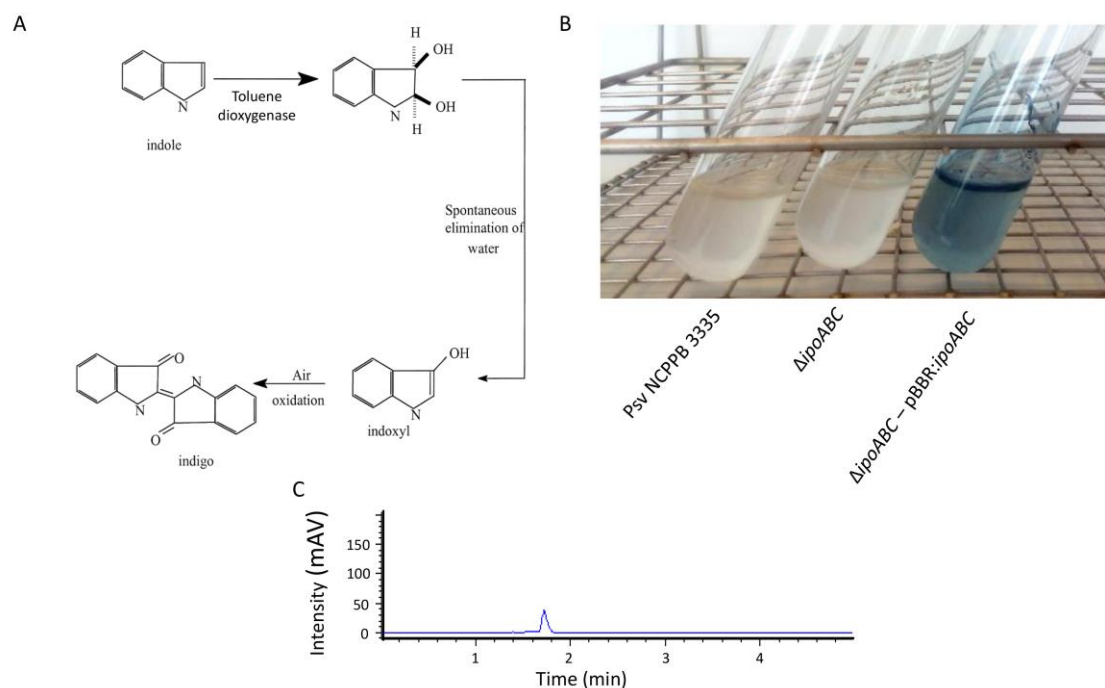 A
indole
N
Toluene
dioxygenase
H
OH
OH
N
H
Spontaneous
elimination of
water
OH
N
indoxyl
Air
oxidation
O
N
N
O
indigo
B
Psv NCPPB 3335
ΔipoABC
ΔipoABC – pBBR:ipoABC
C
Intensity (mAV)
150
100
50
0
1
2
3
4
Time (min)